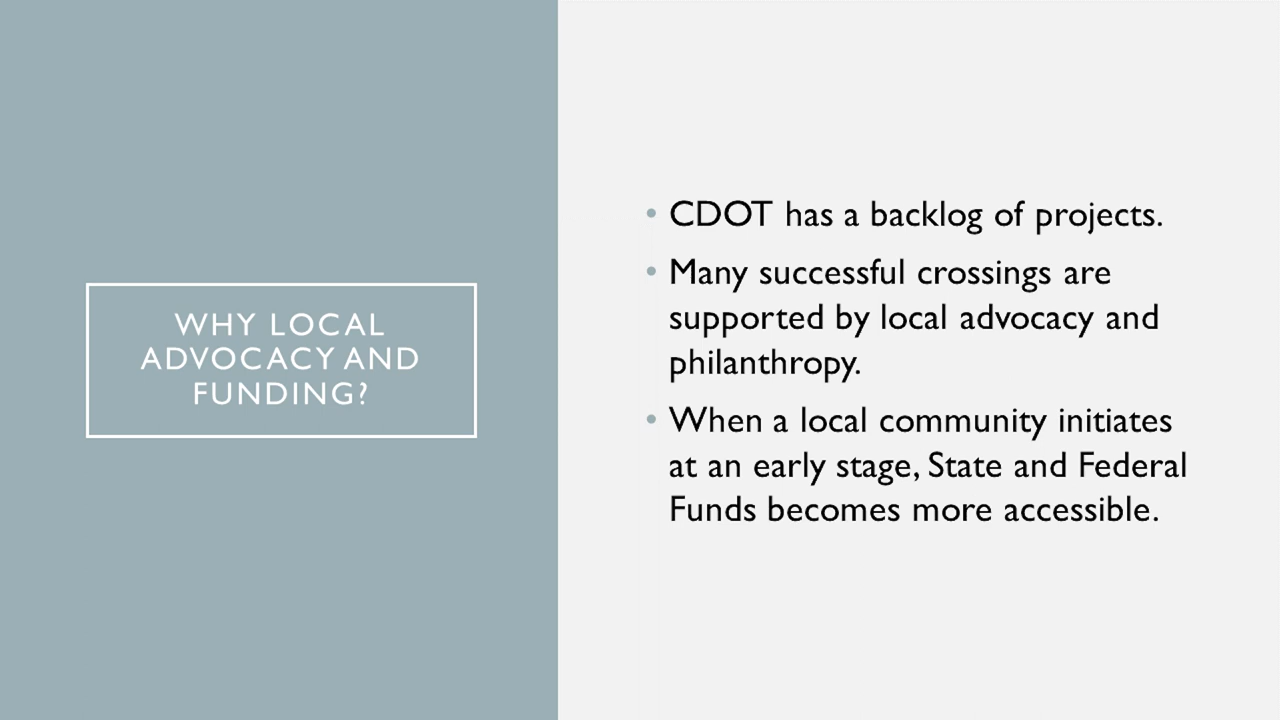 WHY LOCAL
ADVOCACY AND
FUNDING?
• CDOT has a backlog of projects.
• Many successful crossings are
supported by local advocacy and
philanthropy.
• When a local community initiates
at an early stage, State and Federal
Funds becomes more accessible.